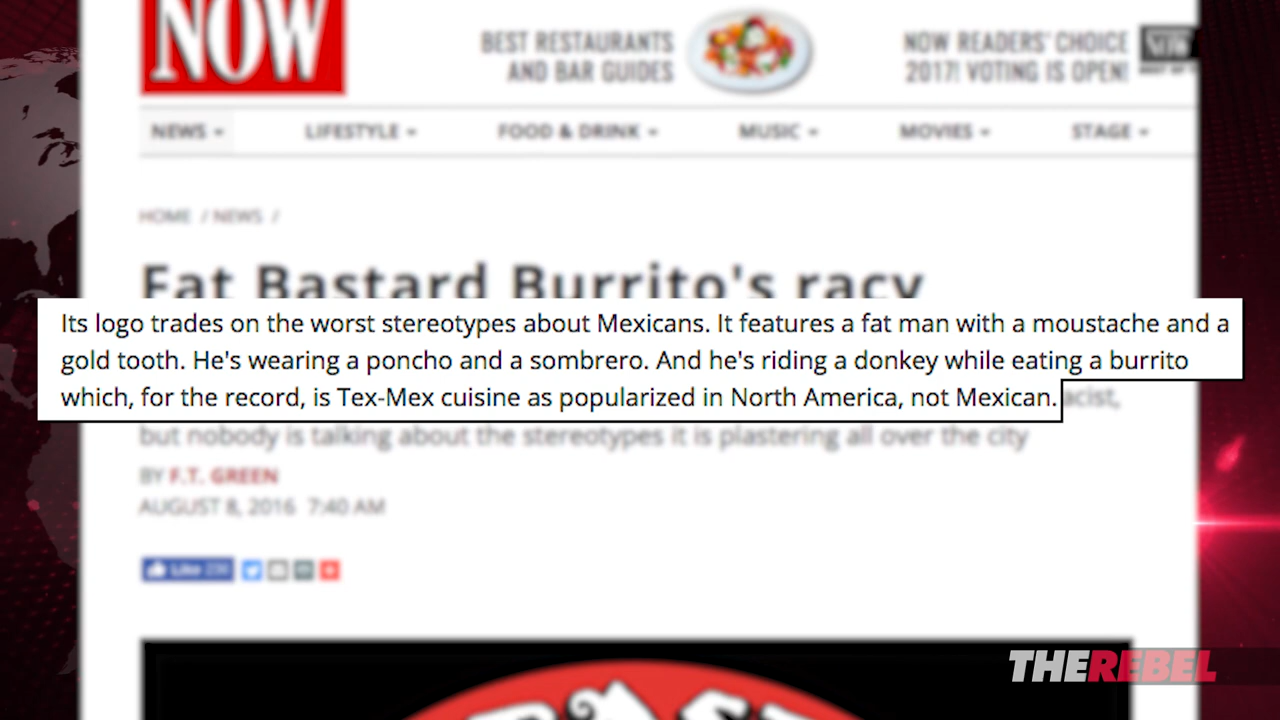 NOW
BEST RESTAURANTS
AND BAR GUIDES
NOW READERS' CHOICE
2017! VOTING IS OPEN!
NOW
NEWS
LIFESTYLE
FOOD & DRINK
MUSIC
MOVIES
STAGE
HOME / NEWS /
Fat Bastard Burrito's racy
Its logo trades on the worst stereotypes about Mexicans. It features a fat man with a moustache and a
gold tooth. He's wearing a poncho and a sombrero. And he's riding a donkey while eating a burrito
which, for the record, is Tex-Mex cuisine as popularized in North America, not Mexican.
but nobody is talking about the stereotypes it is plastering all over the city
BY F.T. GREEN
AUGUST 8, 2016 7:40 AM
Like
THEREBEL